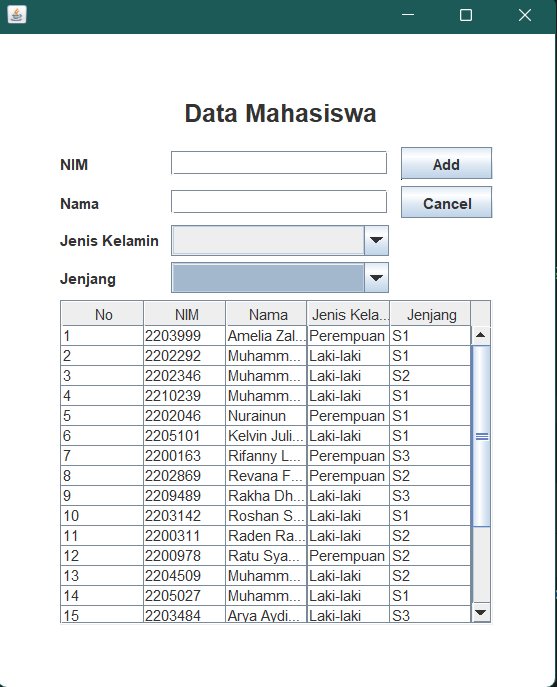 Data Mahasiswa
NIM
Add
Nama
Cancel
Jenis Kelamin
Jenjang
No NIM Nama Jenis Kela... Jenjang
1 2203999 Amelia Zal... Perempuan S1
2 2202292 Muhamm... Laki-laki S1
3 2202346 Muhamm... Laki-laki S2
4 2210239 Muhamm... Laki-laki S1
5 2202046 Nurainun Perempuan S1
6 2205101 Kelvin Juli... Laki-laki S1
7 2200163 Rifanny L... Perempuan S3
8 2202869 Revana F... Perempuan S2
9 2209489 Rakha Dh... Laki-laki S3
10 2203142 Roshan S... Laki-laki S1
11 2200311 Raden Ra... Laki-laki S2
12 2200978 Ratu Sya... Perempuan S2
13 2204509 Muhamm... Laki-laki S2
14 2205027 Muhamm... Laki-laki S1
15 2203484 Arya Aydi... Laki-laki S3